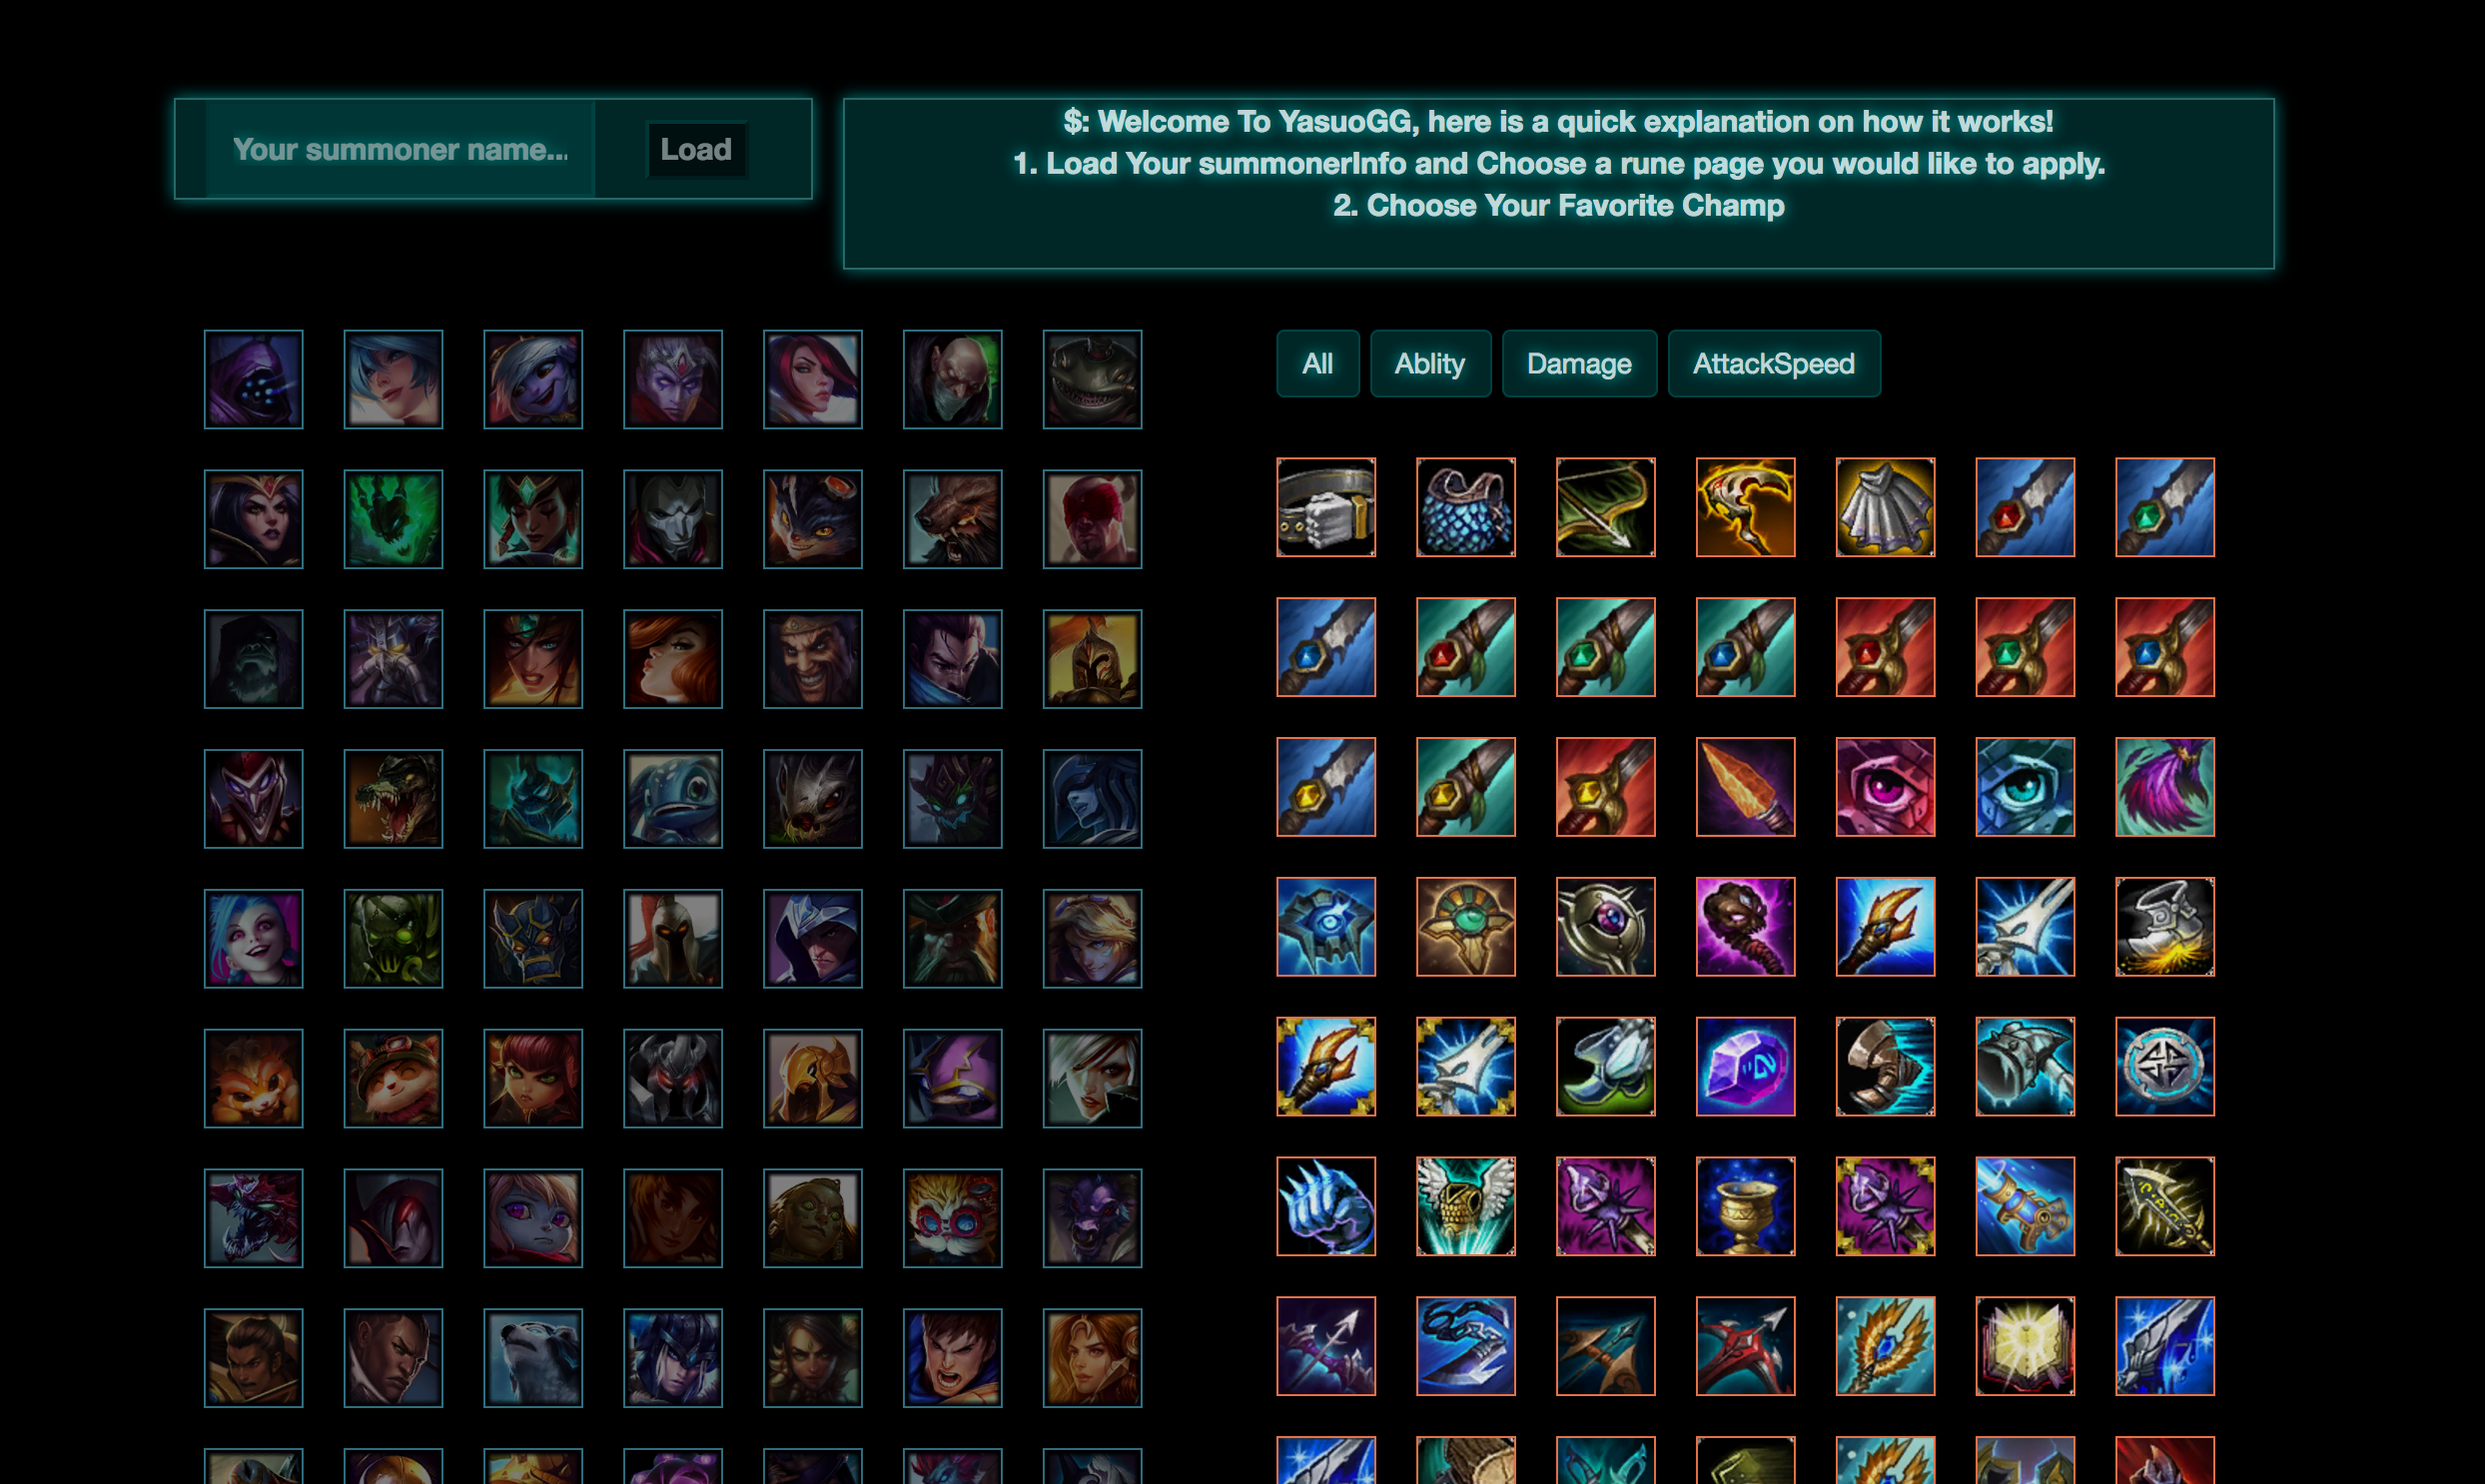 Your summoner name...
Load
$: Welcome To YasuoGG, here is a quick explanation on how it works!
1. Load Your summonerInfo and Choose a rune page you would like to apply.
2. Choose Your Favorite Champ
All
Ablity
Damage
AttackSpeed